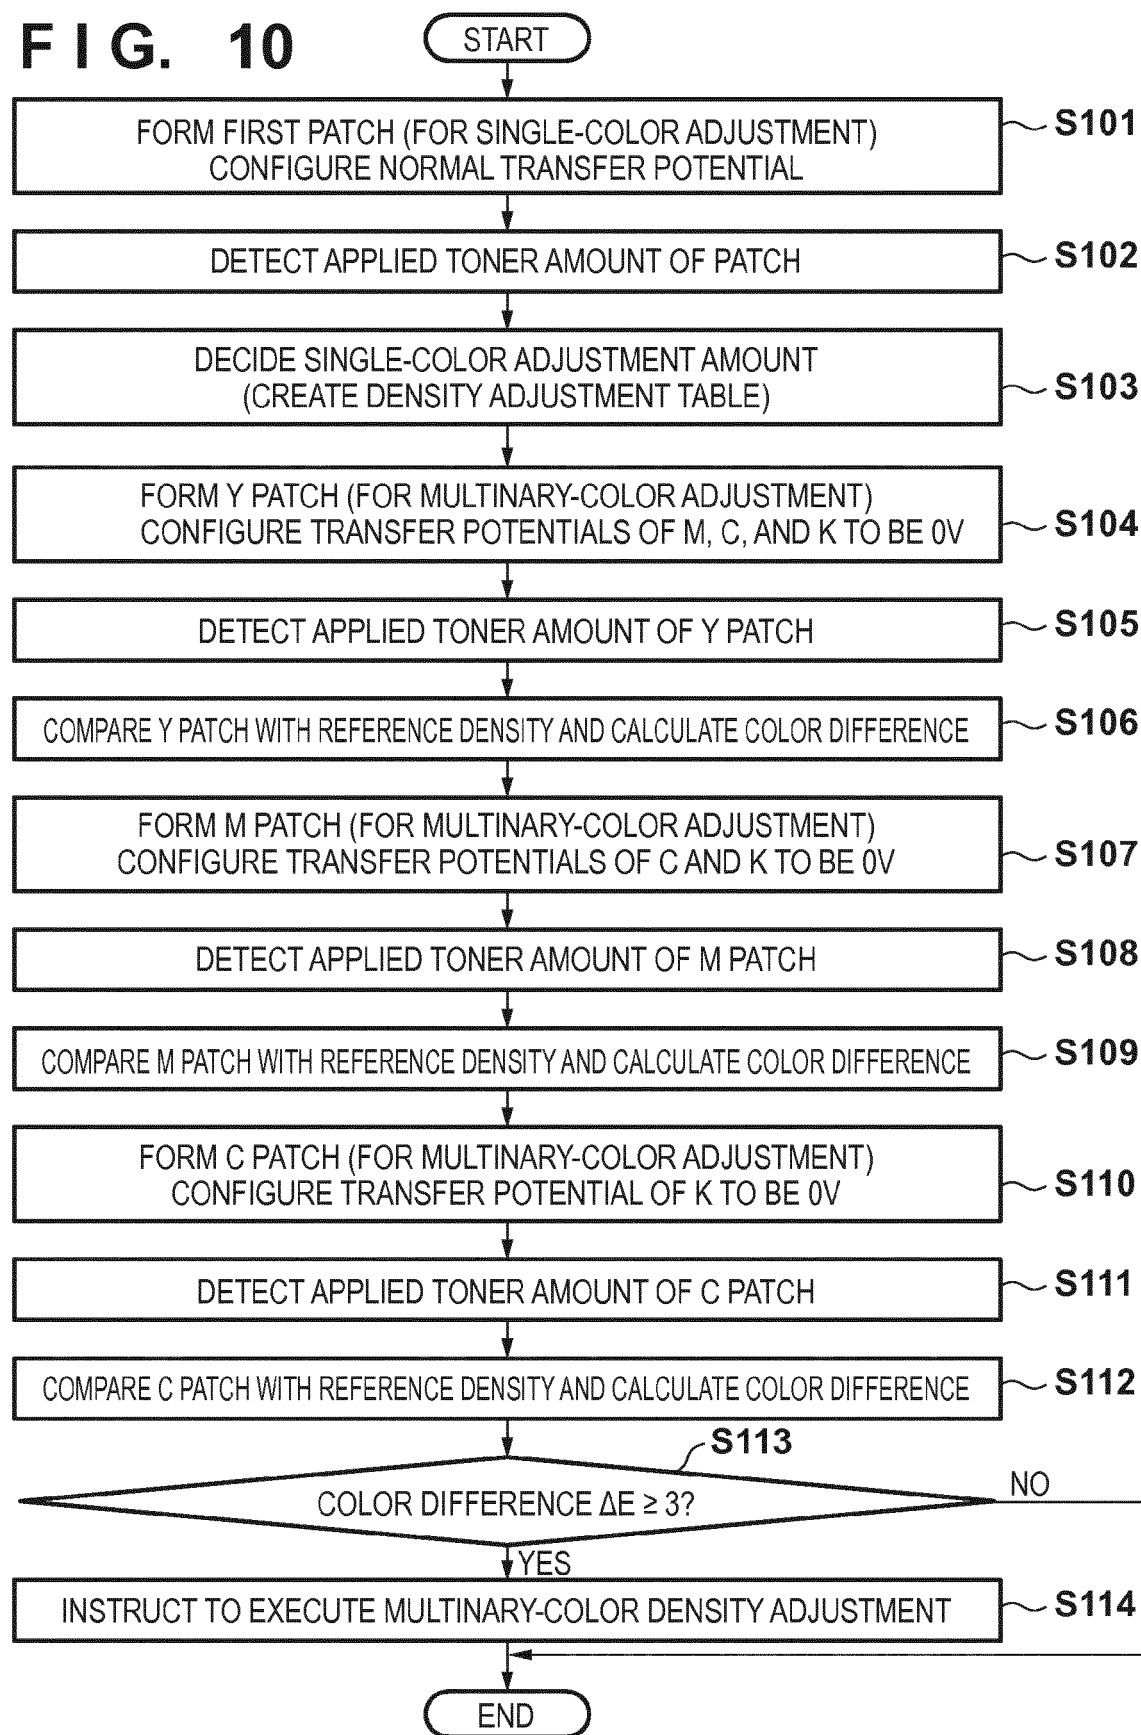 FIG. 10
START
FORM FIRST PATCH (FOR SINGLE-COLOR ADJUSTMENT)
CONFIGURE NORMAL TRANSFER POTENTIAL
S101
DETECT APPLIED TONER AMOUNT OF PATCH
S102
DECIDE SINGLE-COLOR ADJUSTMENT AMOUNT
(CREATE DENSITY ADJUSTMENT TABLE)
S103
FORM Y PATCH (FOR MULTINARY-COLOR ADJUSTMENT)
CONFIGURE TRANSFER POTENTIALS OF M, C, AND K TO BE 0V
S104
DETECT APPLIED TONER AMOUNT OF Y PATCH
S105
COMPARE Y PATCH WITH REFERENCE DENSITY AND CALCULATE COLOR DIFFERENCE
S106
FORM M PATCH (FOR MULTINARY-COLOR ADJUSTMENT)
CONFIGURE TRANSFER POTENTIALS OF C AND K TO BE 0V
S107
DETECT APPLIED TONER AMOUNT OF M PATCH
S108
COMPARE M PATCH WITH REFERENCE DENSITY AND CALCULATE COLOR DIFFERENCE
S109
FORM C PATCH (FOR MULTINARY-COLOR ADJUSTMENT)
CONFIGURE TRANSFER POTENTIAL OF K TO BE 0V
S110
DETECT APPLIED TONER AMOUNT OF C PATCH
S111
COMPARE C PATCH WITH REFERENCE DENSITY AND CALCULATE COLOR DIFFERENCE
S112
S113
COLOR DIFFERENCE ΔE ≥ 3?
NO
YES
INSTRUCT TO EXECUTE MULTINARY-COLOR DENSITY ADJUSTMENT
S114
END